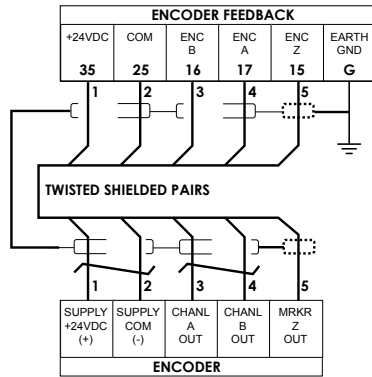 ENCODER FEEDBACK
+24VDC COM ENC ENC ENC EARTH
B A Z GND
35 25 16 17 15 G
1 2 3 4 5
TWISTED SHIELDED PAIRS
1 2 3 4 5
SUPPLY SUPPLY CHANL CHANL MRKR
+24VDC COM A B Z
(+) (-) OUT OUT OUT
ENCODER